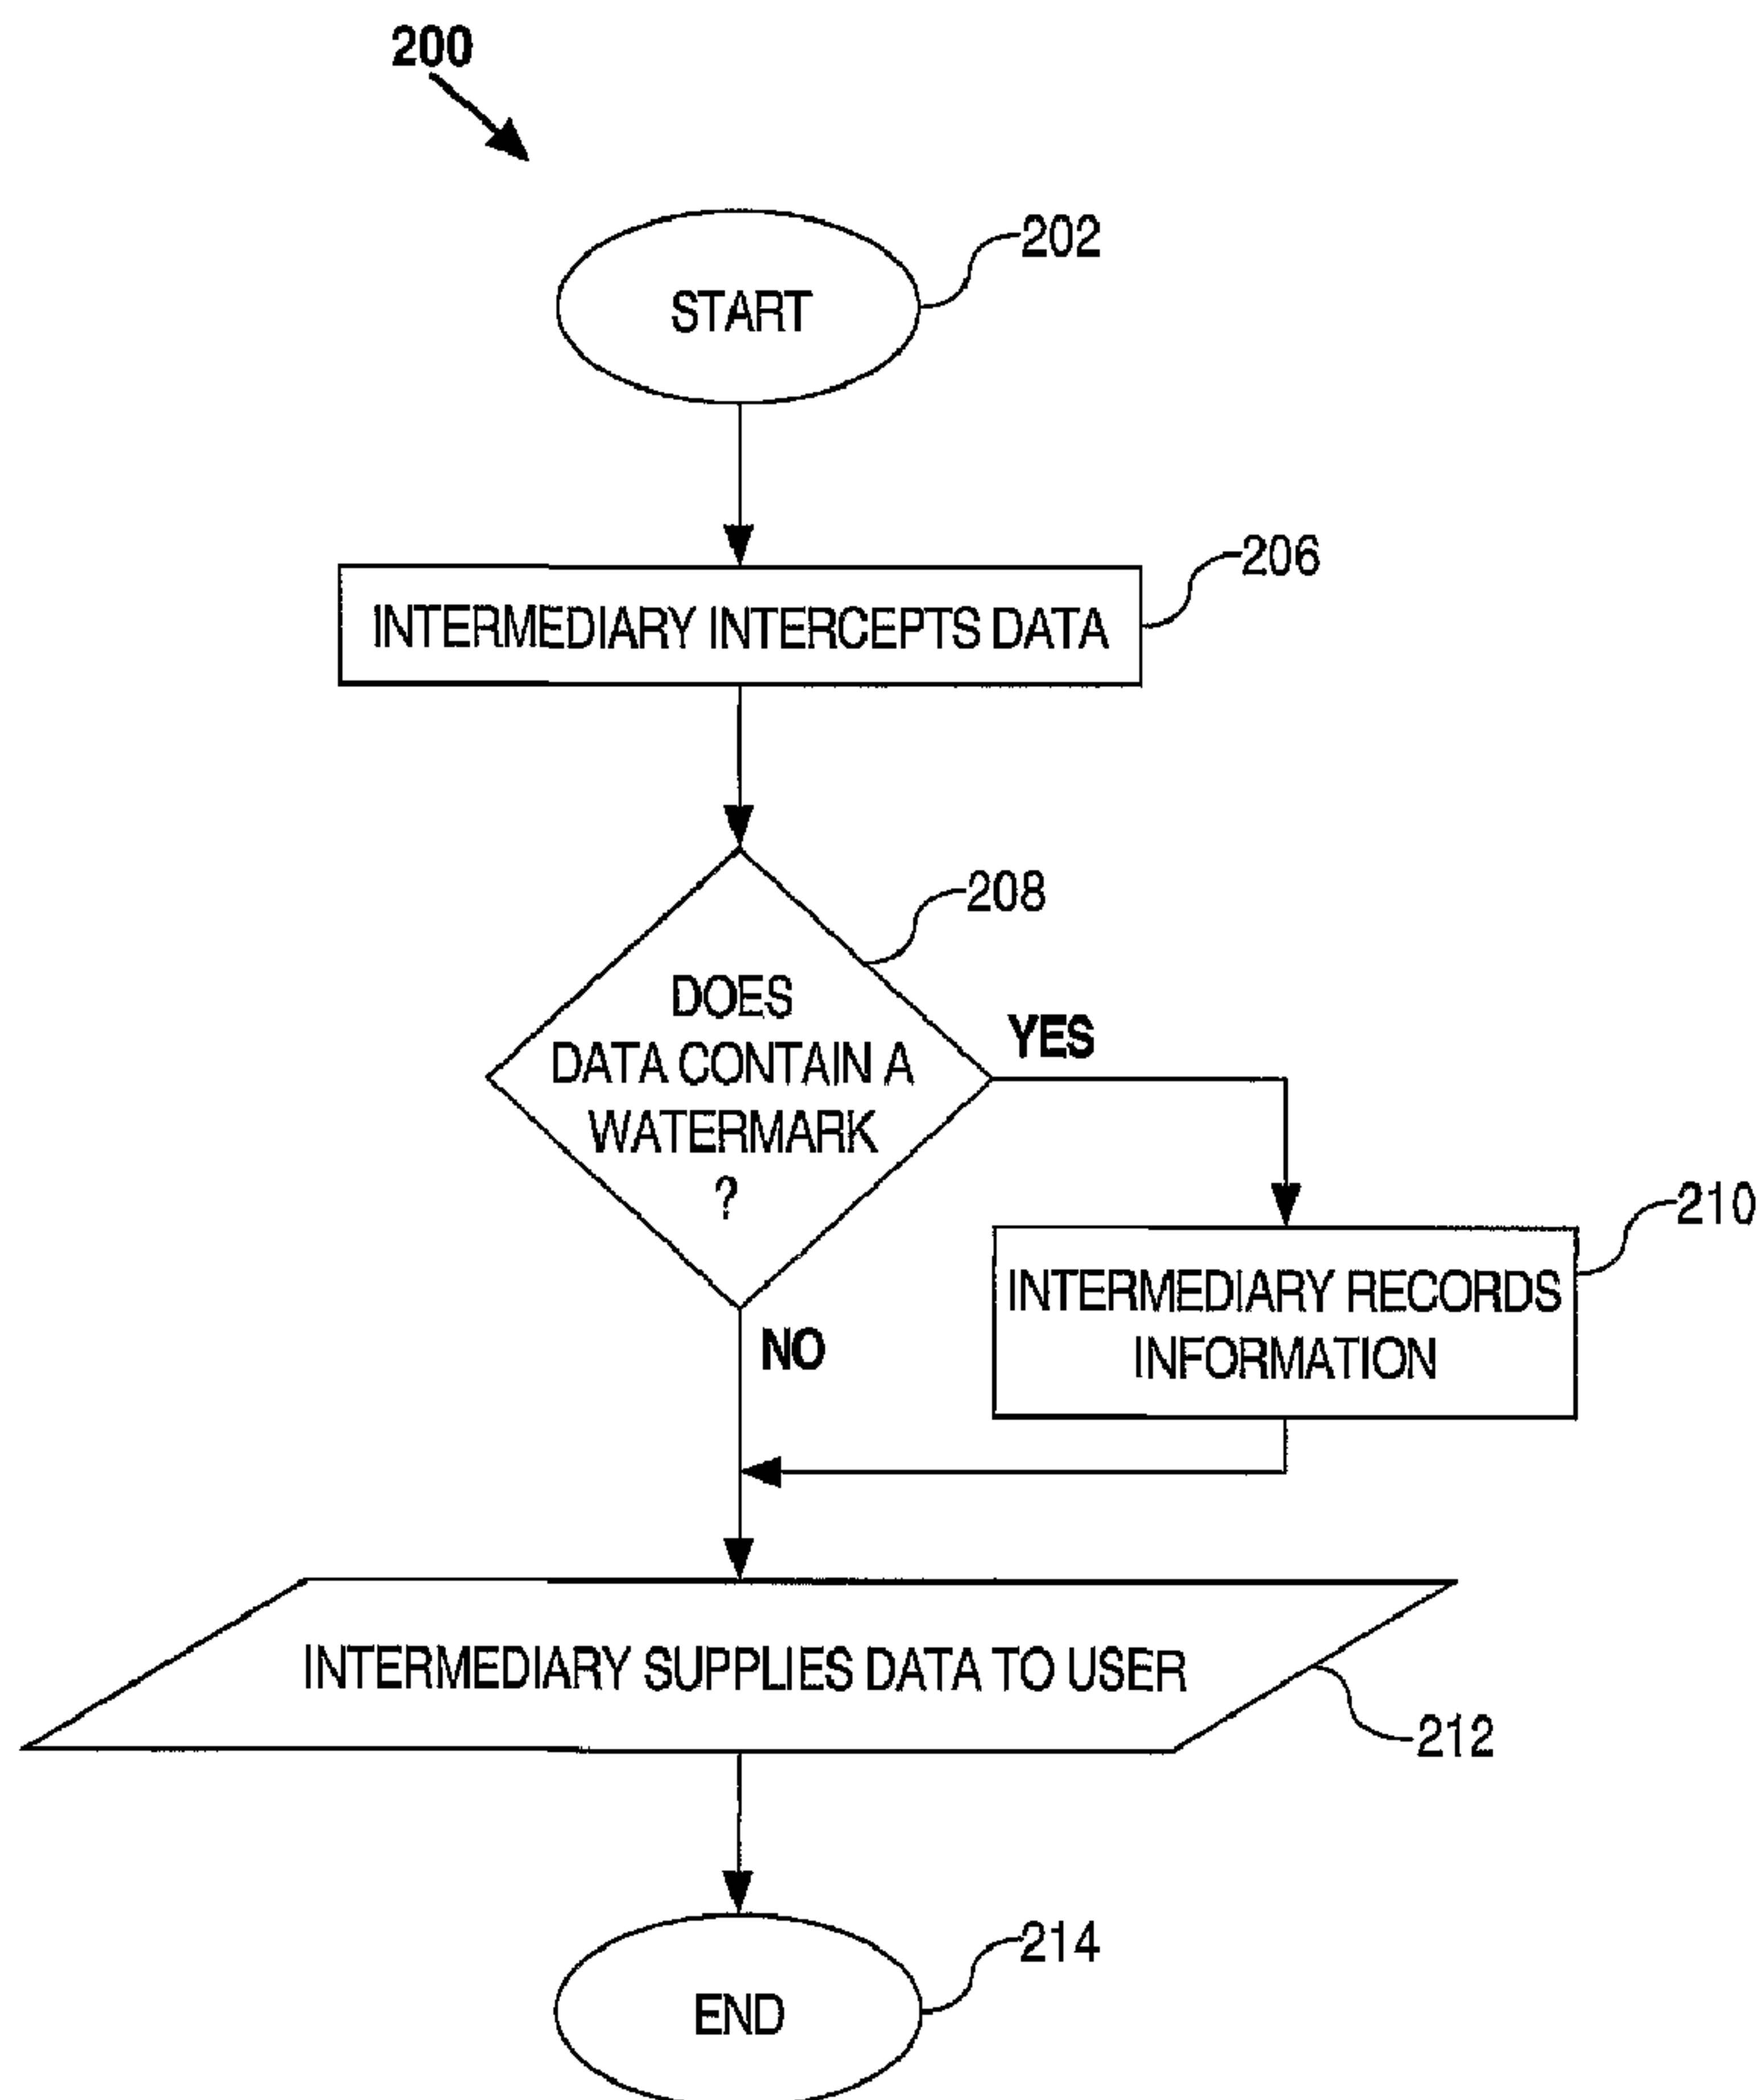 200
202
START
206
INTERMEDIARY INTERCEPTS DATA
208
DOES
DATA CONTAIN A
WATERMARK
?
YES
210
INTERMEDIARY RECORDS
INFORMATION
NO
INTERMEDIARY SUPPLIES DATA TO USER
212
214
END